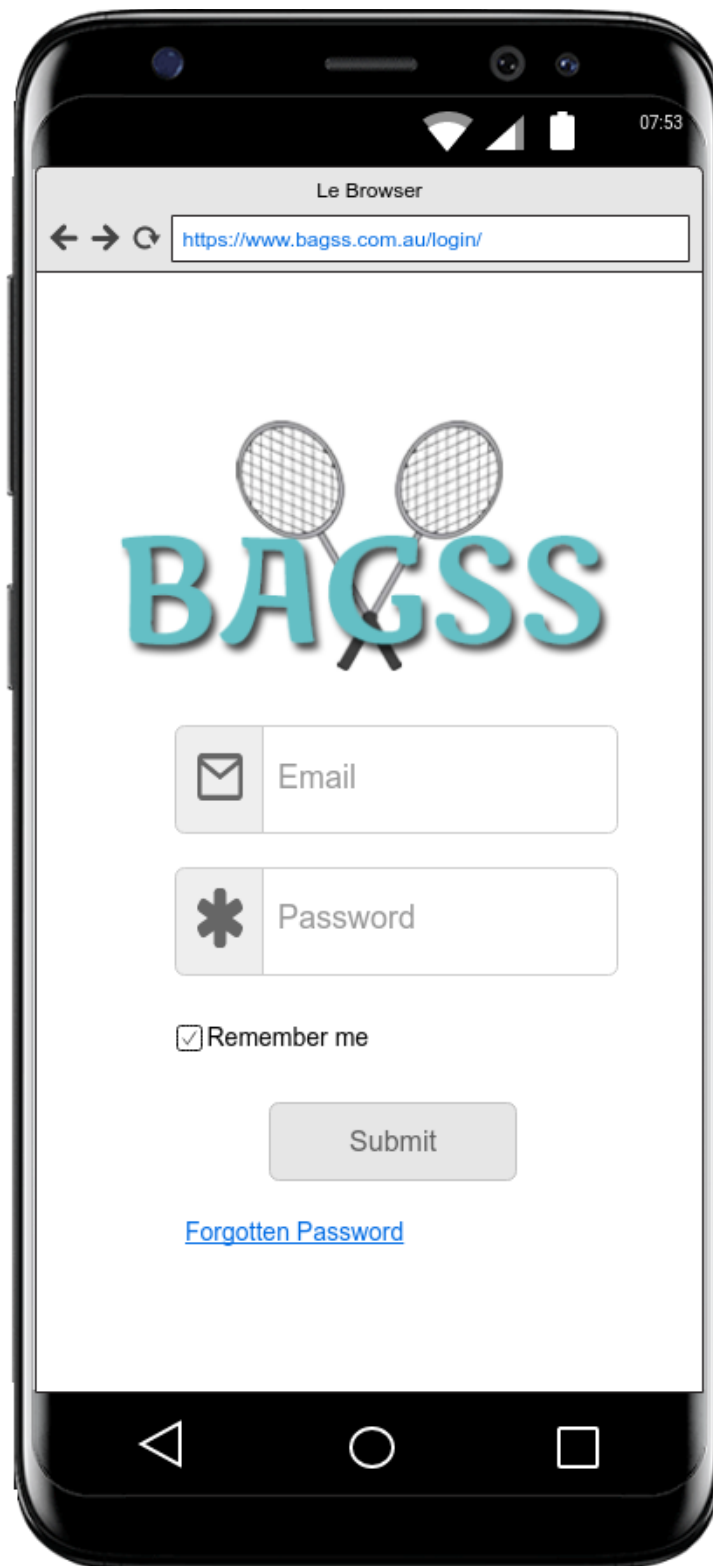 07:53
Le Browser
https://www.bagss.com.au/login/
BAGSS
Email
Password
Remember me
Submit
Forgotten Password